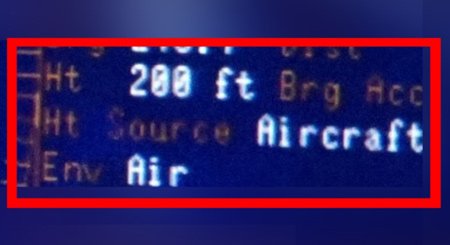 Ht 200 ft Brg Acc
Ht Source Aircraft
Env Air